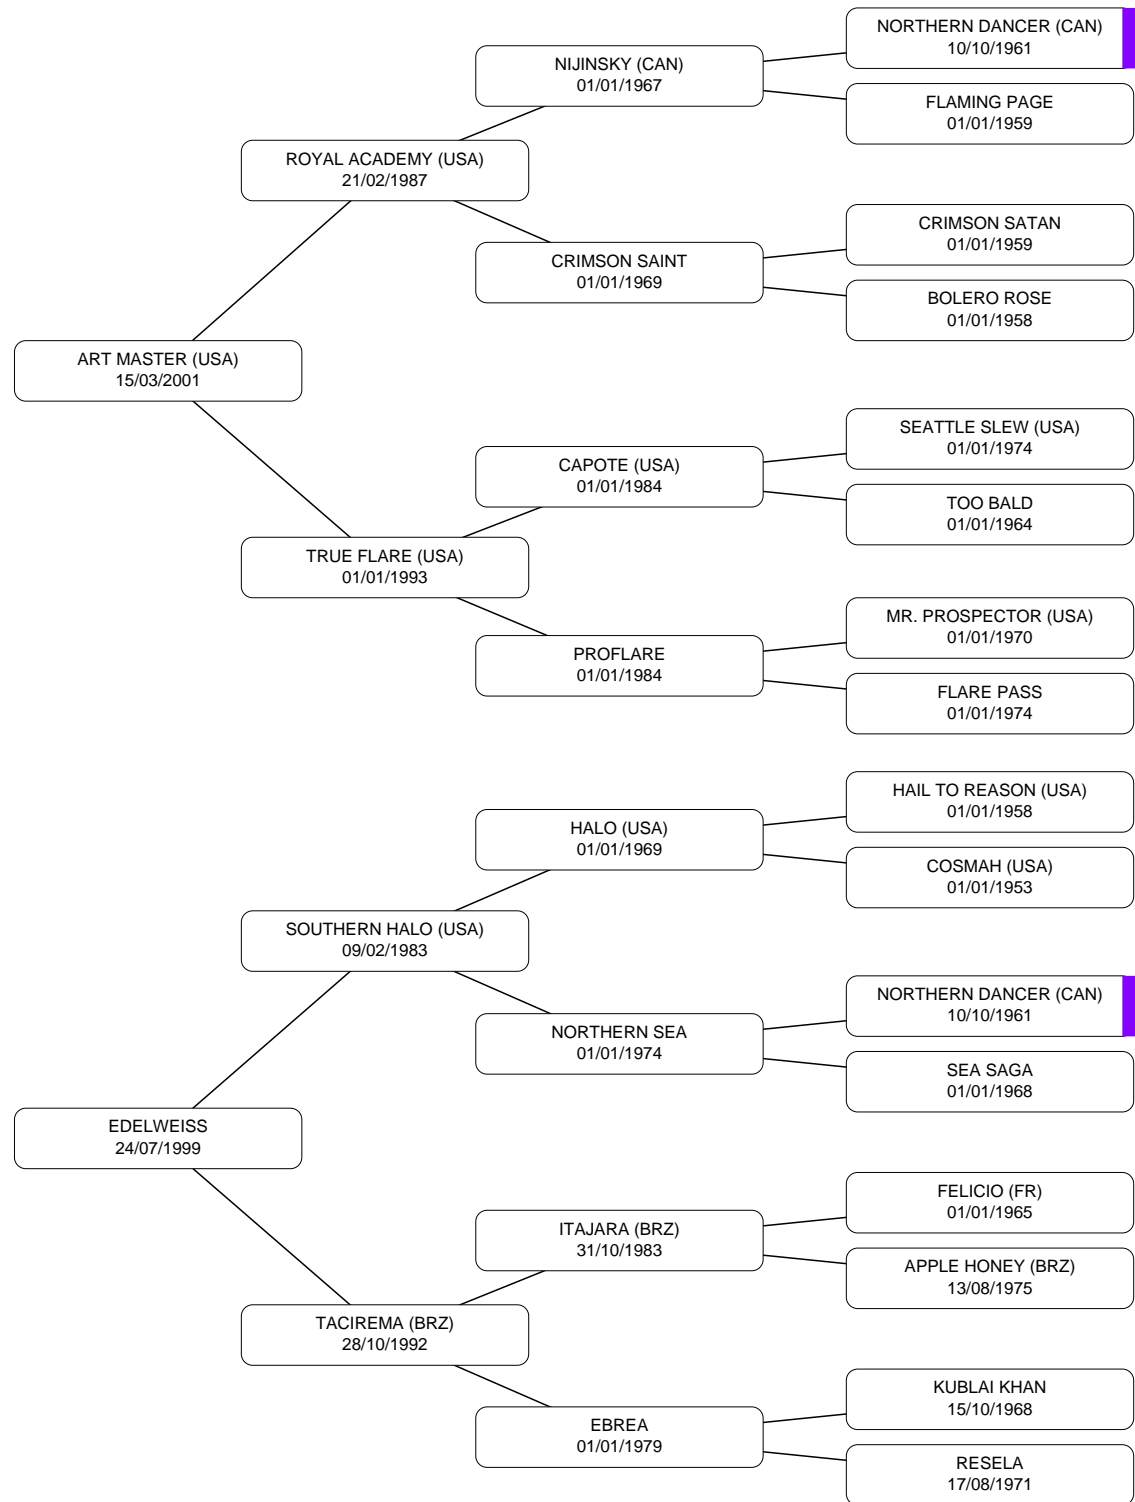 NORTHERN DANCER (CAN)
10/10/1961
NIJINSKY (CAN)
01/01/1967
FLAMING PAGE
01/01/1959
ROYAL ACADEMY (USA)
21/02/1987
CRIMSON SATAN
01/01/1959
CRIMSON SAINT
01/01/1969
BOLERO ROSE
01/01/1958
ART MASTER (USA)
15/03/2001
SEATTLE SLEW (USA)
01/01/1974
CAPOTE (USA)
01/01/1984
TOO BALD
01/01/1964
TRUE FLARE (USA)
01/01/1993
MR. PROSPECTOR (USA)
01/01/1970
PROFLARE
01/01/1984
FLARE PASS
01/01/1974
HAIL TO REASON (USA)
01/01/1958
HALO (USA)
01/01/1969
COSMAH (USA)
01/01/1953
SOUTHERN HALO (USA)
09/02/1983
NORTHERN DANCER (CAN)
10/10/1961
NORTHERN SEA
01/01/1974
SEA SAGA
01/01/1968
EDELWEISS
24/07/1999
FELICIO (FR)
01/01/1965
ITAJARA (BRZ)
31/10/1983
APPLE HONEY (BRZ)
13/08/1975
TACIREMA (BRZ)
28/10/1992
KUBLAI KHAN
15/10/1968
EBREA
01/01/1979
RESELA
17/08/1971